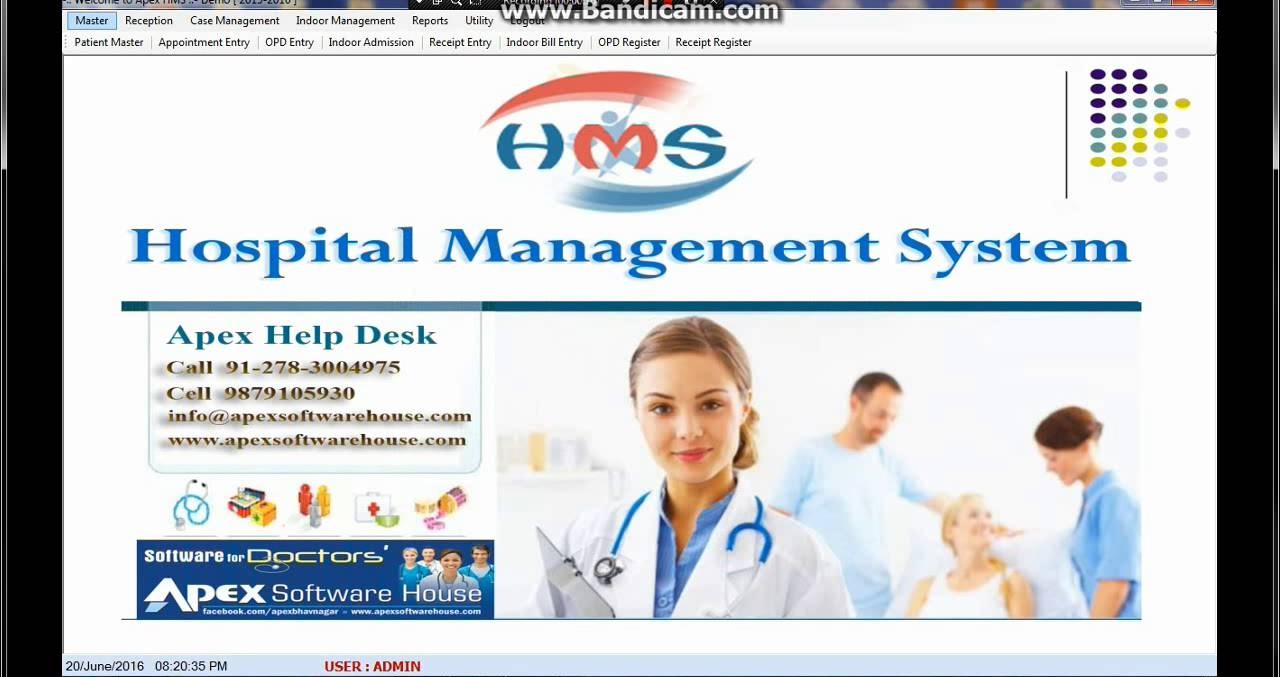 www.Bandicam.com
-:. Welcome to Apex HMS .:- Demo [ 2015-2016 ]
Master Reception Case Management Indoor Management Reports Utility Logout
Patient Master Appointment Entry OPD Entry Indoor Admission Receipt Entry Indoor Bill Entry OPD Register Receipt Register
HMS
Hospital Management System
Apex Help Desk
Call 91-278-3004975
Cell 9879105930
info@apexsoftwarehouse.com
www.apexsoftwarehouse.com
Software for Doctors'
APEX Software House
facebook.com/apexbhavnagar - www.apexsoftwarehouse.com
20/June/2016 08:20:35 PM USER : ADMIN